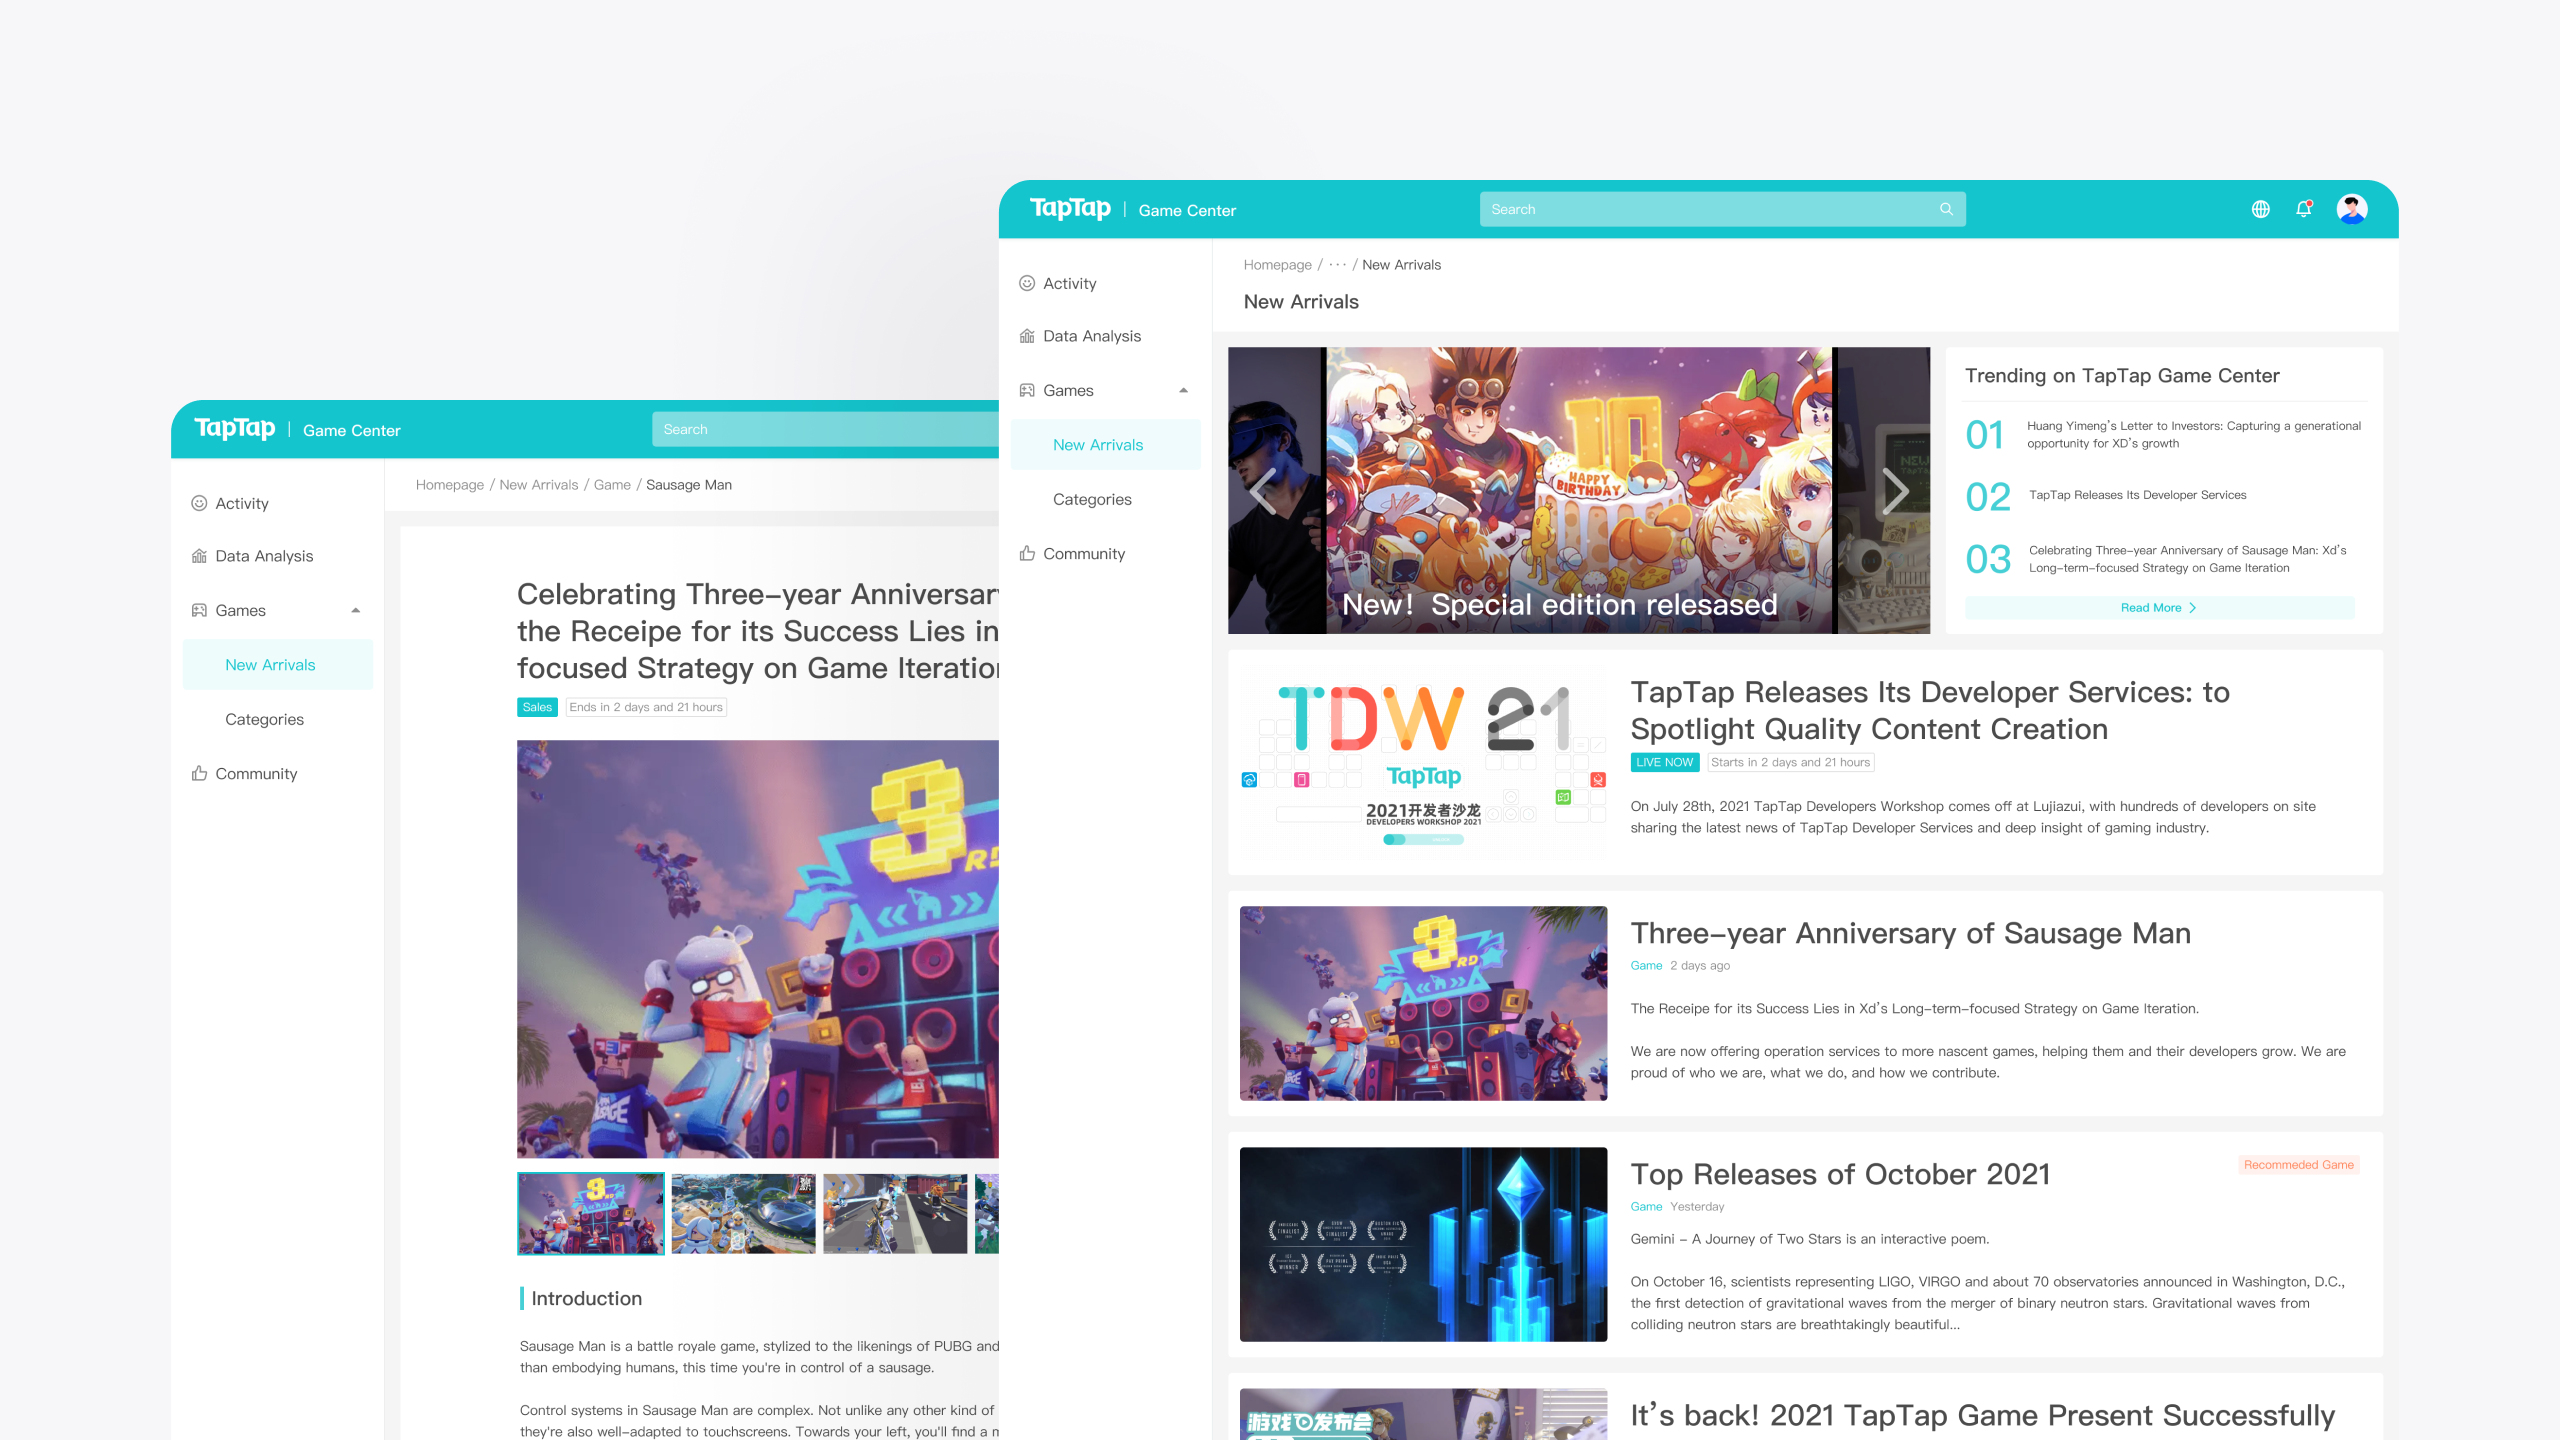 TapTap | Game Center
Search
Homepage / New Arrivals / Game / Sausage Man
Activity
Data Analysis
Games
New Arrivals
Categories
Community
Celebrating Three-year Anniversary
the Receipe for its Success Lies in
focused Strategy on Game Iteration
Sales
Ends in 2 days and 21 hours
3
RD
Introduction
Sausage Man is a battle royale game, stylized to the likenings of PUBG and
than embodying humans, this time you're in control of a sausage.
Control systems in Sausage Man are complex. Not unlike any other kind of
they're also well-adapted to touchscreens. Towards your left, you'll find a
TapTap | Game Center
Search
Activity
Data Analysis
Games
New Arrivals
Categories
Community
Homepage / ··· / New Arrivals
New Arrivals
10
HAPPY
BIRTHDAY
New! Special edition relesased
Trending on TapTap Game Center
01
Huang Yimeng's Letter to Investors: Capturing a generational
opportunity for XD's growth
02
TapTap Releases Its Developer Services
03
Celebrating Three-year Anniversary of Sausage Man: Xd's
Long-term-focused Strategy on Game Iteration
Read More
TDW 21
TapTap
2021开发者沙龙
DEVELOPERS WORKSHOP 2021
TapTap Releases Its Developer Services: to
Spotlight Quality Content Creation
LIVE NOW
Starts in 2 days and 21 hours
On July 28th, 2021 TapTap Developers Workshop comes off at Lujiazui, with hundreds of developers on site
sharing the latest news of TapTap Developer Services and deep insight of gaming industry.
3
RD
Three-year Anniversary of Sausage Man
Game 2 days ago
The Receipe for its Success Lies in Xd's Long-term-focused Strategy on Game Iteration.
We are now offering operation services to more nascent games, helping them and their developers grow. We are
proud of who we are, what we do, and how we contribute.
Top Releases of October 2021
Recommeded Game
Game Yesterday
Gemini - A Journey of Two Stars is an interactive poem.
On October 16, scientists representing LIGO, VIRGO and about 70 observatories announced in Washington, D.C.,
the first detection of gravitational waves from the merger of binary neutron stars. Gravitational waves from
colliding neutron stars are breathtakingly beautiful...
游戏发布会
It's back! 2021 TapTap Game Present Successfully